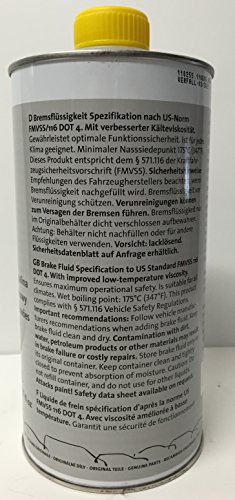 D Bremsflüssigkeit Spezifikation nach US-Norm
FMVSS/116 DOT 4. Mit verbesserter Kälteviskosität.
Gewährleistet optimale Funktionssicherheit. Ist für jedes
Klima geeignet. Minimaler Nasssiedepunkt: 175°C
Dieses Produkt entspricht dem § 571.116 der Kraftfahr-
zeugsicherheitsvorschrift (FMVSS). Sicherheitshinweise
Empfehlungen des Fahrzeugherstellers beachten
Bremsflüssigkeit nachgefüllt wird. Bremsflüssigkeit
Verunreinigung schützen. Verunreinigungen können
zum Versagen der Bremsen führen.
im Originalbehälter dicht verschlossen aufbewahren.
Achtung: Behälter nicht nachfüllen oder für andere
Flüssigkeiten verwenden. Vorsicht: lacklösend.
Sicherheitsdatenblatt auf Anfrage erhältlich.
GB Brake Fluid Specification to US Standard FMVSS
DOT 4. With improved low-temperature viscosity.
Ensures maximum operational safety. Is suitable for all
climates. Wet boiling point: 175°C (347°F). This product
complies with § 571.116 Vehicle Safety Regulations.
Important recommendations: Follow vehicle
recommendations when adding brake fluid.
brake fluid clean and dry. Contamination with dirt,
water, petroleum products or other materials may
in brake failure or costly repairs. Store brake fluid only in
its original container. Keep container clean and tightly
closed to prevent absorption of moisture. Caution: do
not refill container, and do not use for other liquids.
Attacks paint! Safety data sheet available on request.
F Liquide de frein spécification d'après la norme US
FMVSS 116 DOT 4. Avec viscosité améliorée à basse
température. Garantit une sécurité de fonctionnement
ORIGINÁLNÍ DÍLY • ORIGINAL TEILE • GENUINE PARTS